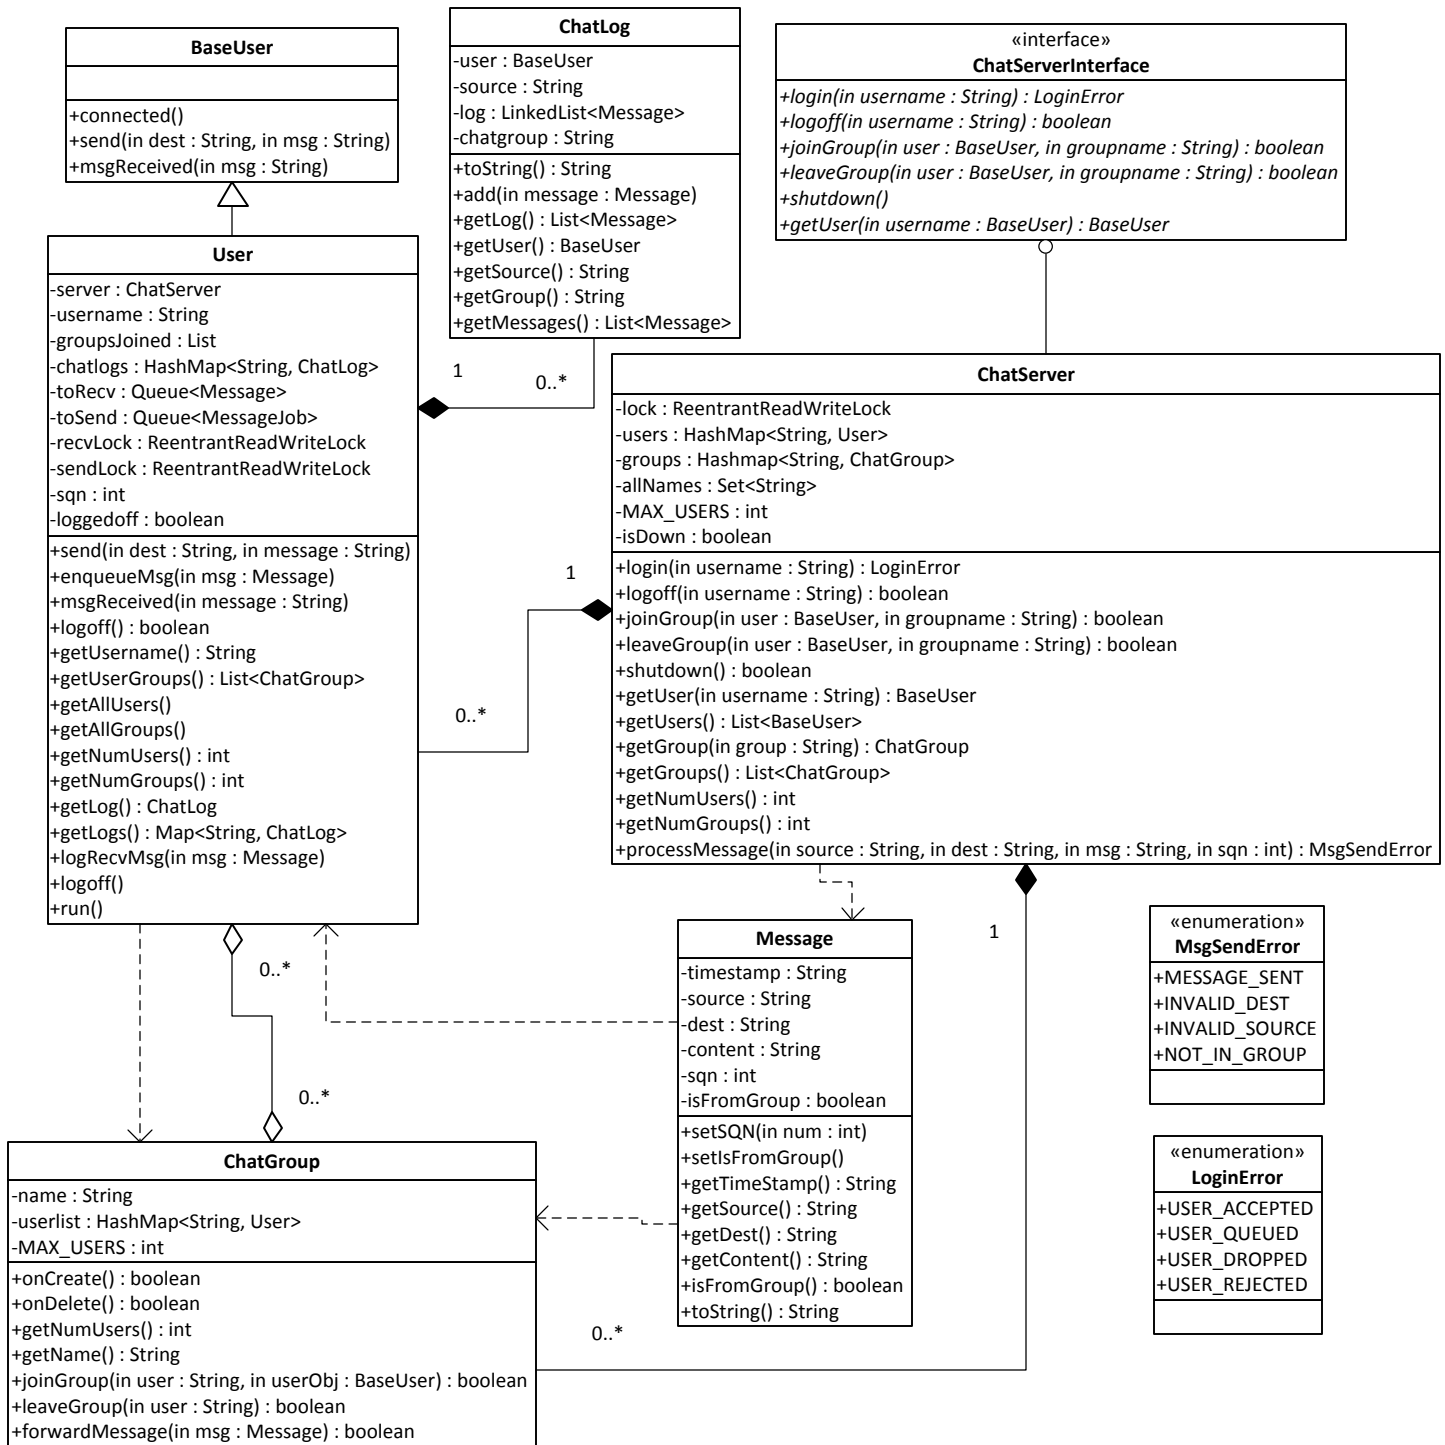 BaseUser
+connected()
+send(in dest : String, in msg : String)
+msgReceived(in msg : String)
ChatLog
-user : BaseUser
-source : String
-log : LinkedList<Message>
-chatgroup : String
+toString() : String
+add(in message : Message)
+getLog() : List<Message>
+getUser() : BaseUser
+getSource() : String
+getGroup() : String
+getMessages() : List<Message>
«interface»
ChatServerInterface
+login(in username : String) : LoginError
+logoff(in username : String) : boolean
+joinGroup(in user : BaseUser, in groupname : String) : boolean
+leaveGroup(in user : BaseUser, in groupname : String) : boolean
+shutdown()
+getUser(in username : BaseUser) : BaseUser
User
-server : ChatServer
-username : String
-groupsJoined : List
-chatlogs : HashMap<String, ChatLog>
-toRecv : Queue<Message>
-toSend : Queue<MessageJob>
-recvLock : ReentrantReadWriteLock
-sendLock : ReentrantReadWriteLock
-sqn : int
-loggedoff : boolean
+send(in dest : String, in message : String)
+enqueueMsg(in msg : Message)
+msgReceived(in message : String)
+logoff() : boolean
+getUsername() : String
+getUserGroups() : List<ChatGroup>
+getAllUsers()
+getAllGroups()
+getNumUsers() : int
+getNumGroups() : int
+getLog() : ChatLog
+getLogs() : Map<String, ChatLog>
+logRecvMsg(in msg : Message)
+logoff()
+run()
1
0..*
ChatServer
-lock : ReentrantReadWriteLock
-users : HashMap<String, User>
-groups : Hashmap<String, ChatGroup>
-allNames : Set<String>
-MAX_USERS : int
-isDown : boolean
+login(in username : String) : LoginError
+logoff(in username : String) : boolean
+joinGroup(in user : BaseUser, in groupname : String) : boolean
+leaveGroup(in user : BaseUser, in groupname : String) : boolean
+shutdown() : boolean
+getUser(in username : String) : BaseUser
+getUsers() : List<BaseUser>
+getGroup(in group : String) : ChatGroup
+getGroups() : List<ChatGroup>
+getNumUsers() : int
+getNumGroups() : int
+processMessage(in source : String, in dest : String, in msg : String, in sqn : int) : MsgSendError
1
0..*
0..*
0..*
Message
-timestamp : String
-source : String
-dest : String
-content : String
-sqn : int
-isFromGroup : boolean
+setSQN(in num : int)
+setIsFromGroup()
+getTimeStamp() : String
+getSource() : String
+getDest() : String
+getContent() : String
+isFromGroup() : boolean
+toString() : String
1
«enumeration»
MsgSendError
+MESSAGE_SENT
+INVALID_DEST
+INVALID_SOURCE
+NOT_IN_GROUP
«enumeration»
LoginError
+USER_ACCEPTED
+USER_QUEUED
+USER_DROPPED
+USER_REJECTED
ChatGroup
-name : String
-userlist : HashMap<String, User>
-MAX_USERS : int
+onCreate() : boolean
+onDelete() : boolean
+getNumUsers() : int
+getName() : String
+joinGroup(in user : String, in userObj : BaseUser) : boolean
+leaveGroup(in user : String) : boolean
+forwardMessage(in msg : Message) : boolean
0..*